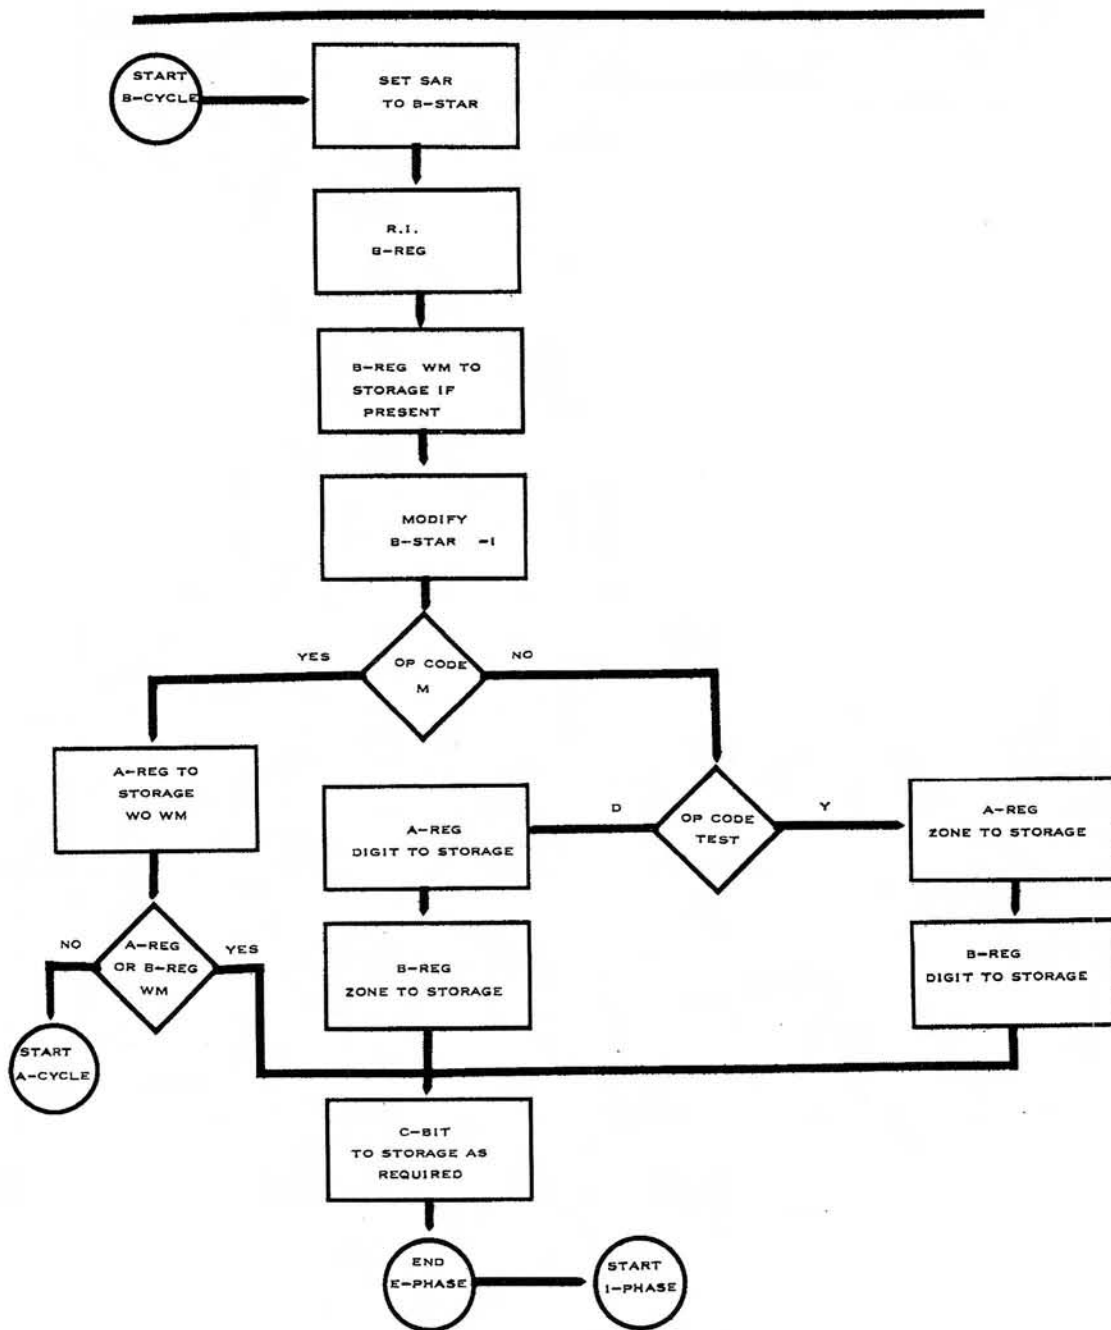 START
B-CYCLE
SET SAR
TO B-STAR
R.I.
B-REG
B-REG WM TO
STORAGE IF
PRESENT
MODIFY
B-STAR -1
YES
OP CODE
M
NO
A-REG TO
STORAGE
WO WM
D
OP CODE
TEST
Y
A-REG
DIGIT TO STORAGE
A-REG
ZONE TO STORAGE
NO
A-REG
OR B-REG
WM
YES
B-REG
ZONE TO STORAGE
B-REG
DIGIT TO STORAGE
START
A-CYCLE
C-BIT
TO STORAGE AS
REQUIRED
END
E-PHASE
START
I-PHASE